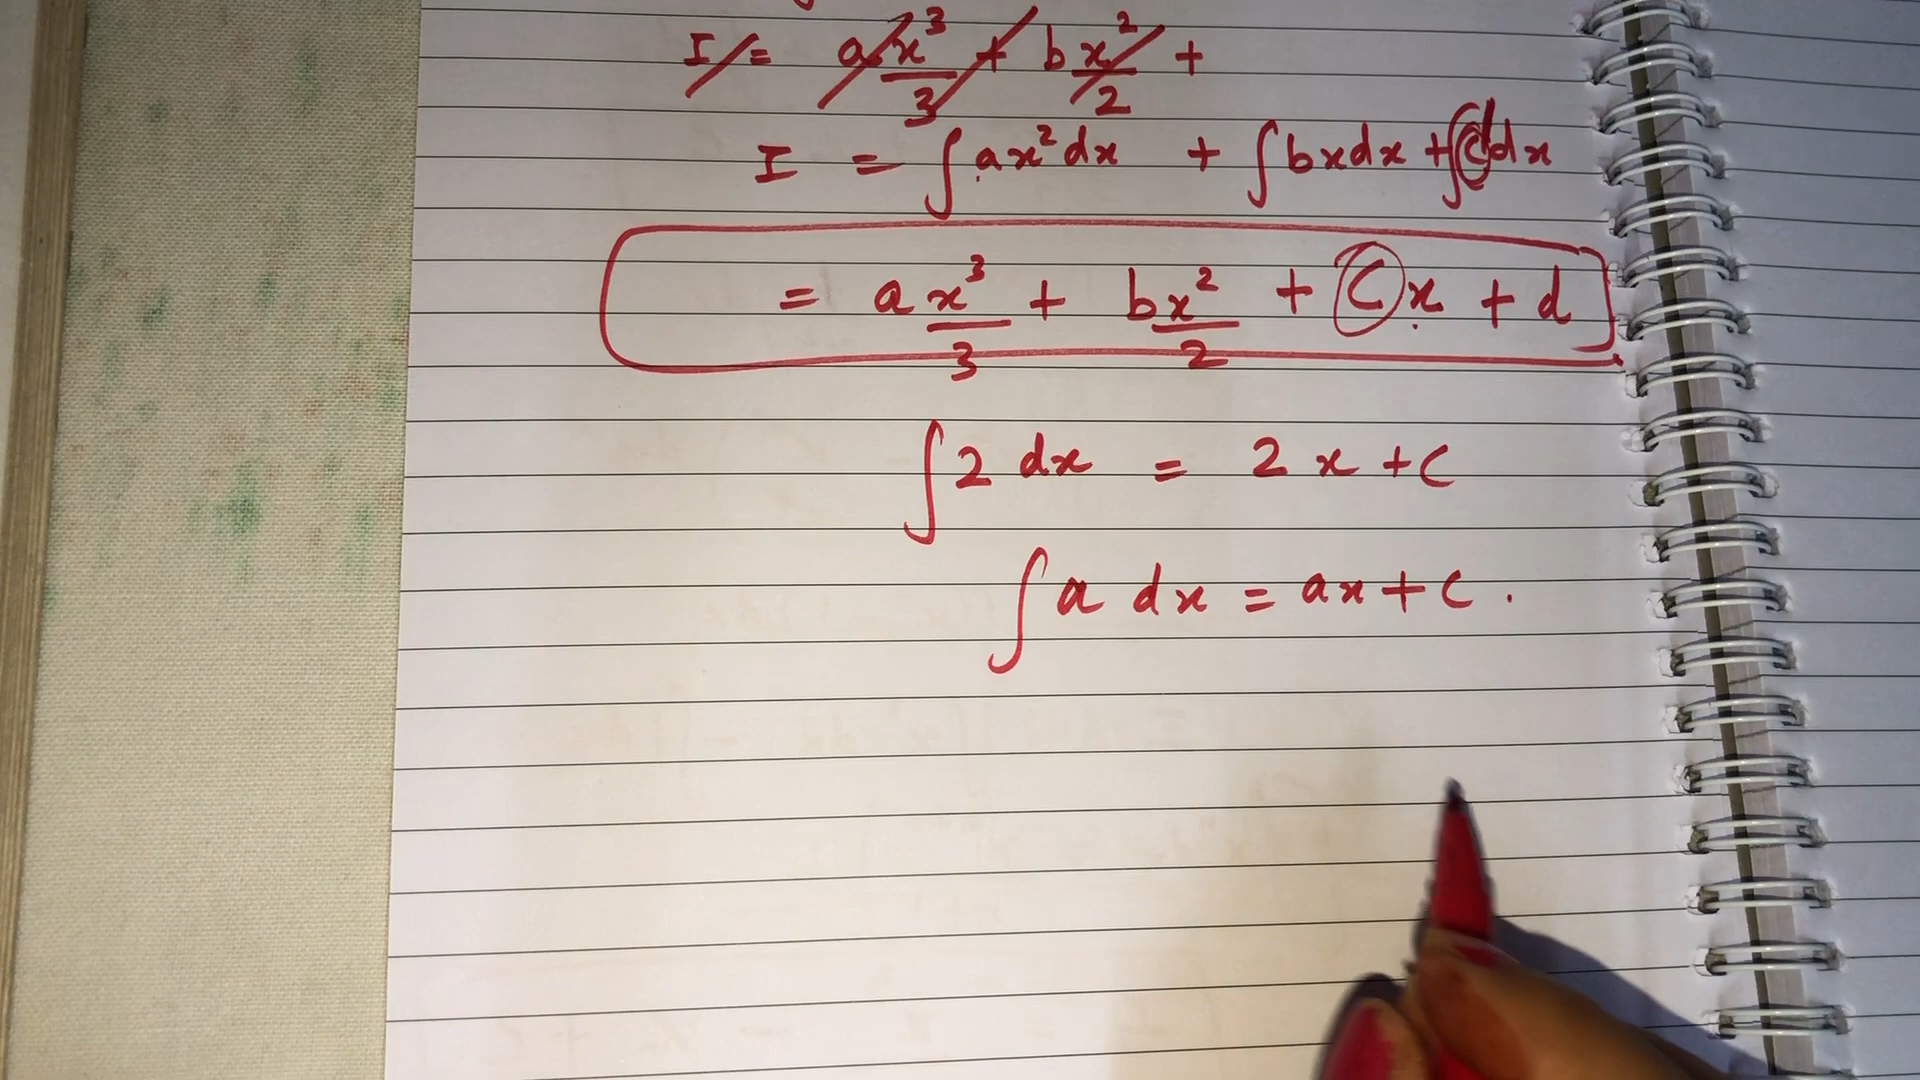 I = a x³/3 + b x²/2 +
I = ∫ax²dx + ∫bxdx + ∫c dx
= a x³/3 + b x²/2 + c x + d
∫2 dx = 2x + c
∫a dx = ax + c.